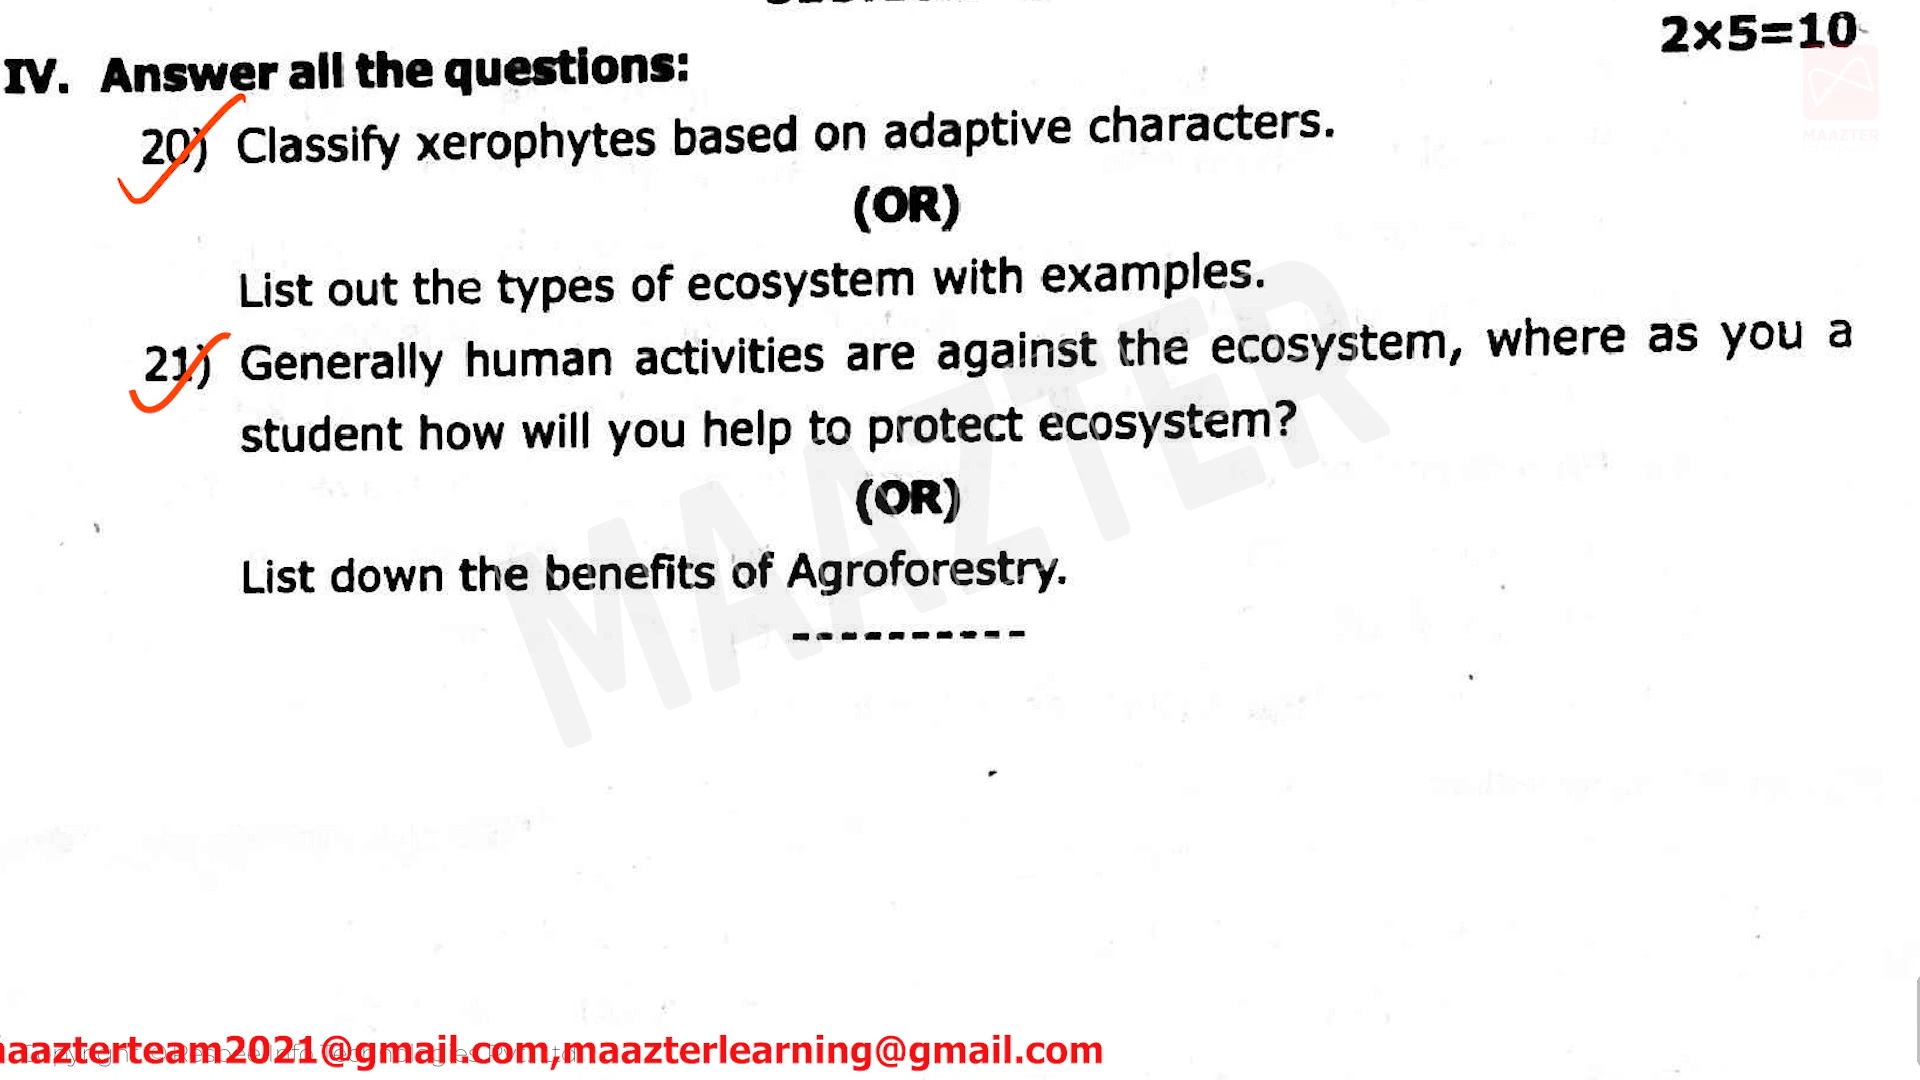 2×5=10
IV. Answer all the questions:
MAAZTER
20) Classify xerophytes based on adaptive characters.
(OR)
List out the types of ecosystem with examples.
21) Generally human activities are against the ecosystem, where as you a
student how will you help to protect ecosystem?
(OR)
List down the benefits of Agroforestry.
----------
MAAZTER
aazterteam2021@gmail.com,maazterlearning@gmail.com